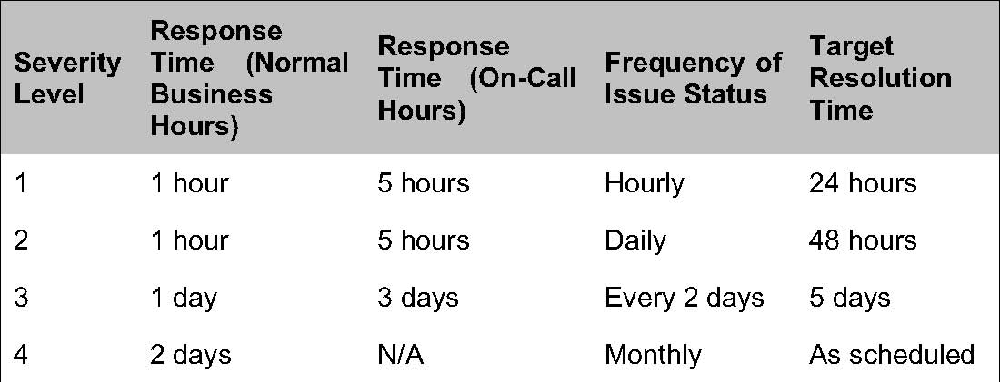 Severity Level Response Time (Normal Business Hours) Response Time (On-Call Hours) Frequency of Issue Status Target Resolution Time
1 1 hour 5 hours Hourly 24 hours
2 1 hour 5 hours Daily 48 hours
3 1 day 3 days Every 2 days 5 days
4 2 days N/A Monthly As scheduled